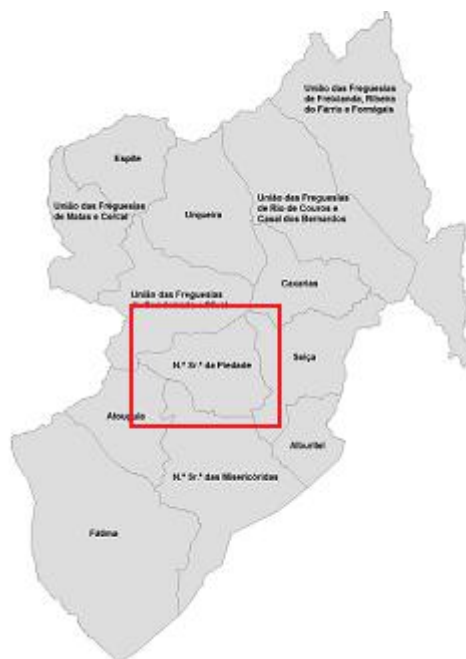 União das Freguesias
de Freixianda, Ribeira
do Fárrio e Formigais
Espite
União das Freguesias
de Matas e Cercal
Urqueira
União das Freguesias
de Rio de Couros e
Casal dos Bernardos
Caxarias
União das Freguesias
N.ª Sr.ª da Piedade
Seiça
Atouguia
Alburitel
N.ª Sr.ª das Misericórdias
Fátima